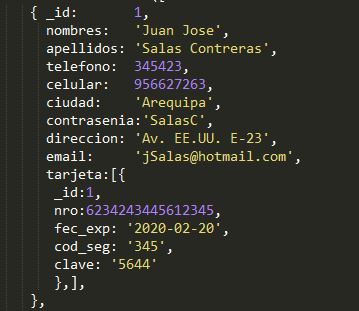 { _id: 1,
nombres: 'Juan Jose',
apellidos: 'Salas Contreras',
telefono: 345423,
celular: 956627263,
ciudad: 'Arequipa',
contrasenia:'SalasC',
direccion: 'Av. EE.UU. E-23',
email: 'jSalas@hotmail.com',
tarjeta:[{
_id:1,
nro:6234243445612345,
fec_exp: '2020-02-20',
cod_seg: '345',
clave: '5644'
},],
},